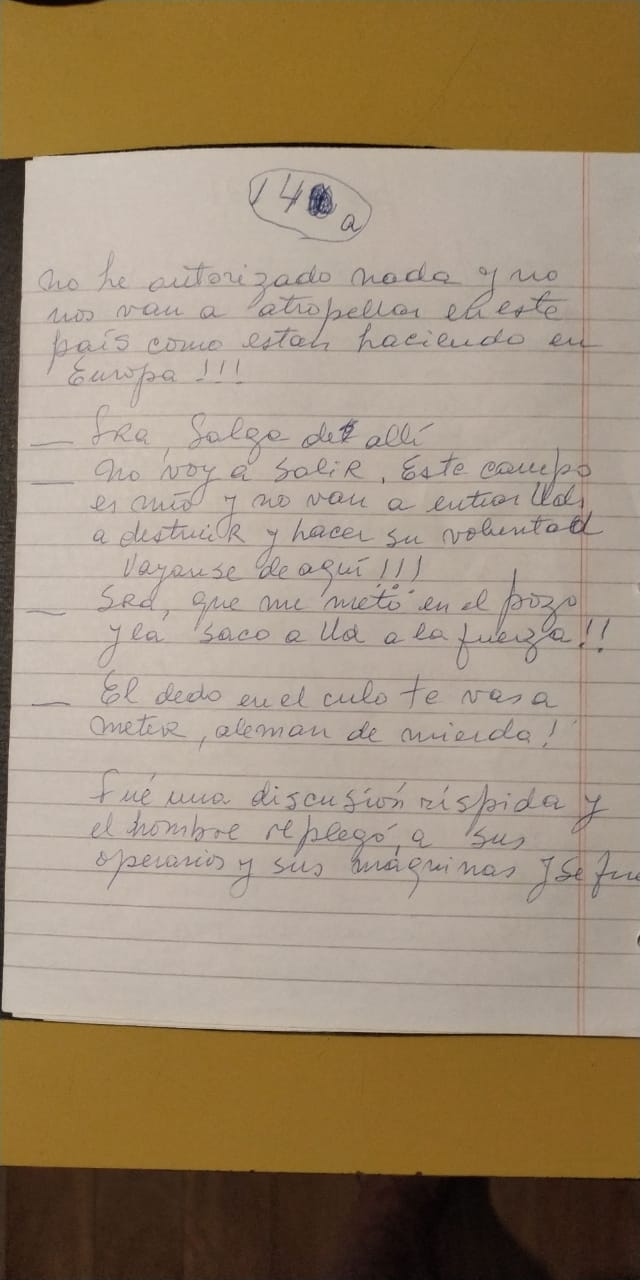 14 a
no he autorizado nada y no
nos van a atropellar en este
país como estan haciendo en
Europa !!!
— Sra, Salga de allí
— No voy a saliR. Este campo
es mío y no van a entrar Uds
a destruiR y hacer su voluntad
Vayanse de aquí !!!
— SRa, que me meto en el pozo
y la saco a Ud a la fuerza !!
— El dedo en el culo te vas a
meteR, aleman de mierda !
Fué una discusión ríspida y
el hombre replegó a sus
operarios y sus máquinas y se fue